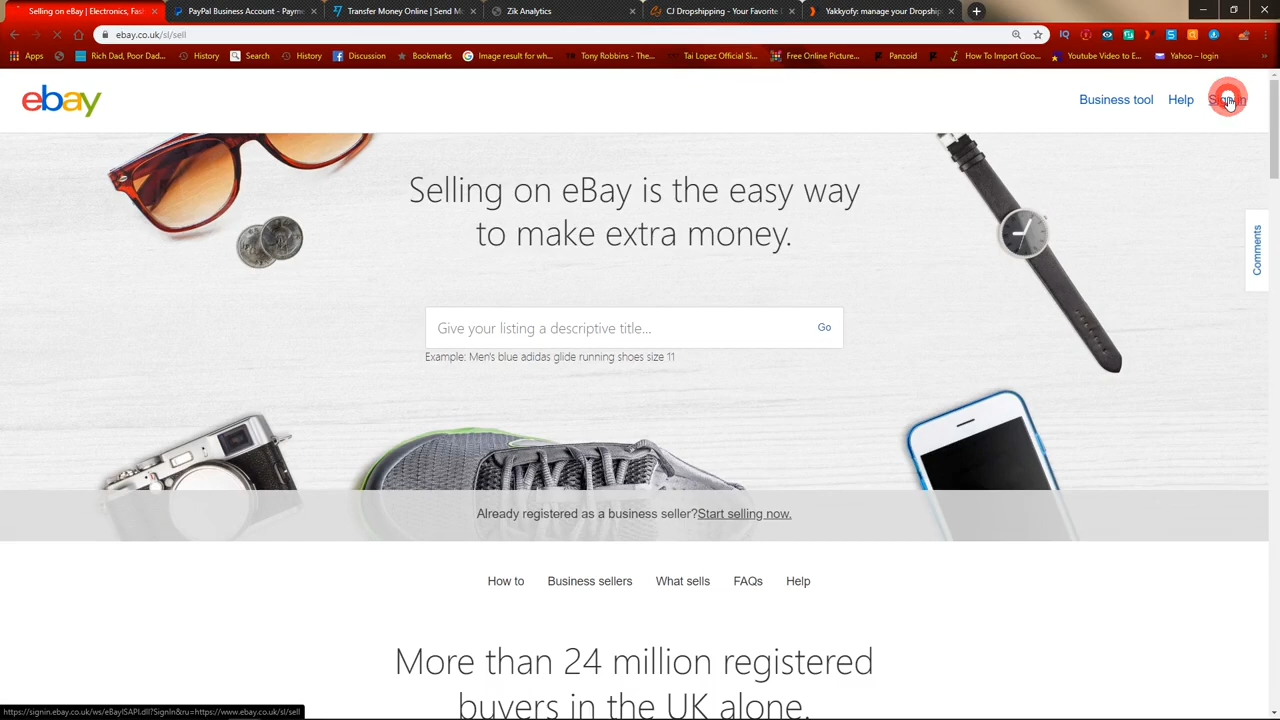 Selling on eBay | Electronics, Fas
PayPal Business Account - Payme
Transfer Money Online | Send M
Zik Analytics
CJ Dropshipping - Your Favorite
Yakkyofy: manage your Dropship
ebay.co.uk/sl/sell
Apps
Rich Dad, Poor Dad...
History
Search
History
Discussion
Bookmarks
Image result for wh...
Tony Robbins - The...
Tai Lopez Official Si...
Free Online Picture...
Panzoid
How To Import Goo...
Youtube Video to E...
Yahoo – login
ebay
Business tool
Help
Sign in
Selling on eBay is the easy way
to make extra money.
Comments
Give your listing a descriptive title...
Go
Example: Men's blue adidas glide running shoes size 11
Already registered as a business seller?Start selling now.
How to
Business sellers
What sells
FAQs
Help
More than 24 million registered
buyers in the UK alone.
https://signin.ebay.co.uk/ws/eBayISAPI.dll?SignIn&ru=https://www.ebay.co.uk/sl/sell